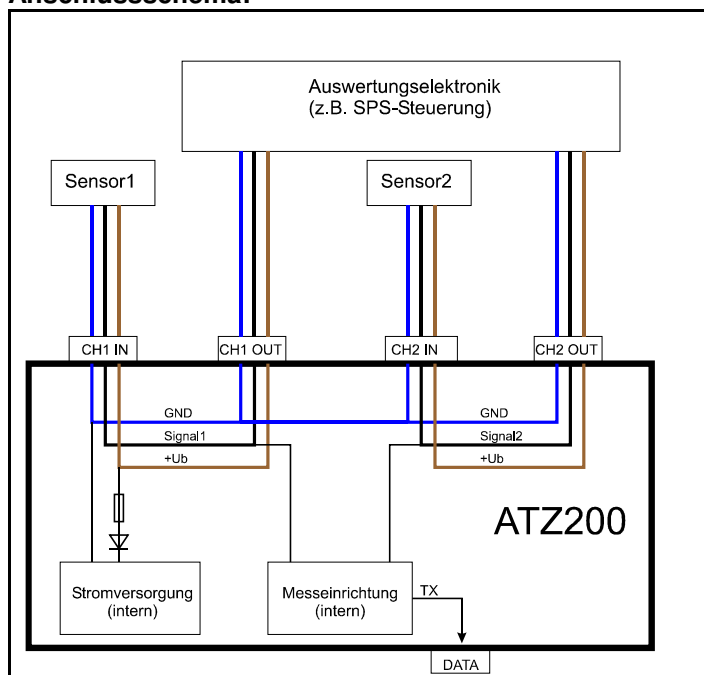 Anschlussschema:
Auswertungselektronik
(z.B. SPS-Steuerung)
Sensor1
Sensor2
CH1 IN
CH1 OUT
CH2 IN
CH2 OUT
GND
GND
Signal1
Signal2
+Ub
+Ub
ATZ200
Stromversorgung
(intern)
Messeinrichtung
(intern)
TX
DATA